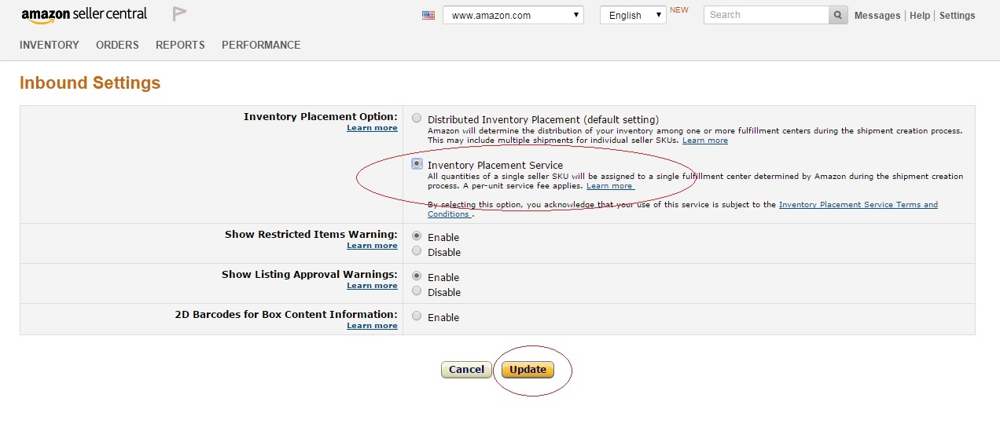 amazon seller central
www.amazon.com
English
NEW
Search
Messages | Help | Settings
INVENTORY ORDERS REPORTS PERFORMANCE
Inbound Settings
Inventory Placement Option:
Learn more
Distributed Inventory Placement (default setting)
Amazon will determine the distribution of your inventory among one or more fulfillment centers during the shipment creation process.
This may include multiple shipments for individual seller SKUs. Learn more
Inventory Placement Service
All quantities of a single seller SKU will be assigned to a single fulfillment center determined by Amazon during the shipment creation
process. A per-unit service fee applies. Learn more
By selecting this option, you acknowledge that your use of this service is subject to the Inventory Placement Service Terms and
Conditions .
Show Restricted Items Warning:
Learn more
Enable
Disable
Show Listing Approval Warnings:
Learn more
Enable
Disable
2D Barcodes for Box Content Information:
Learn more
Enable
Cancel Update